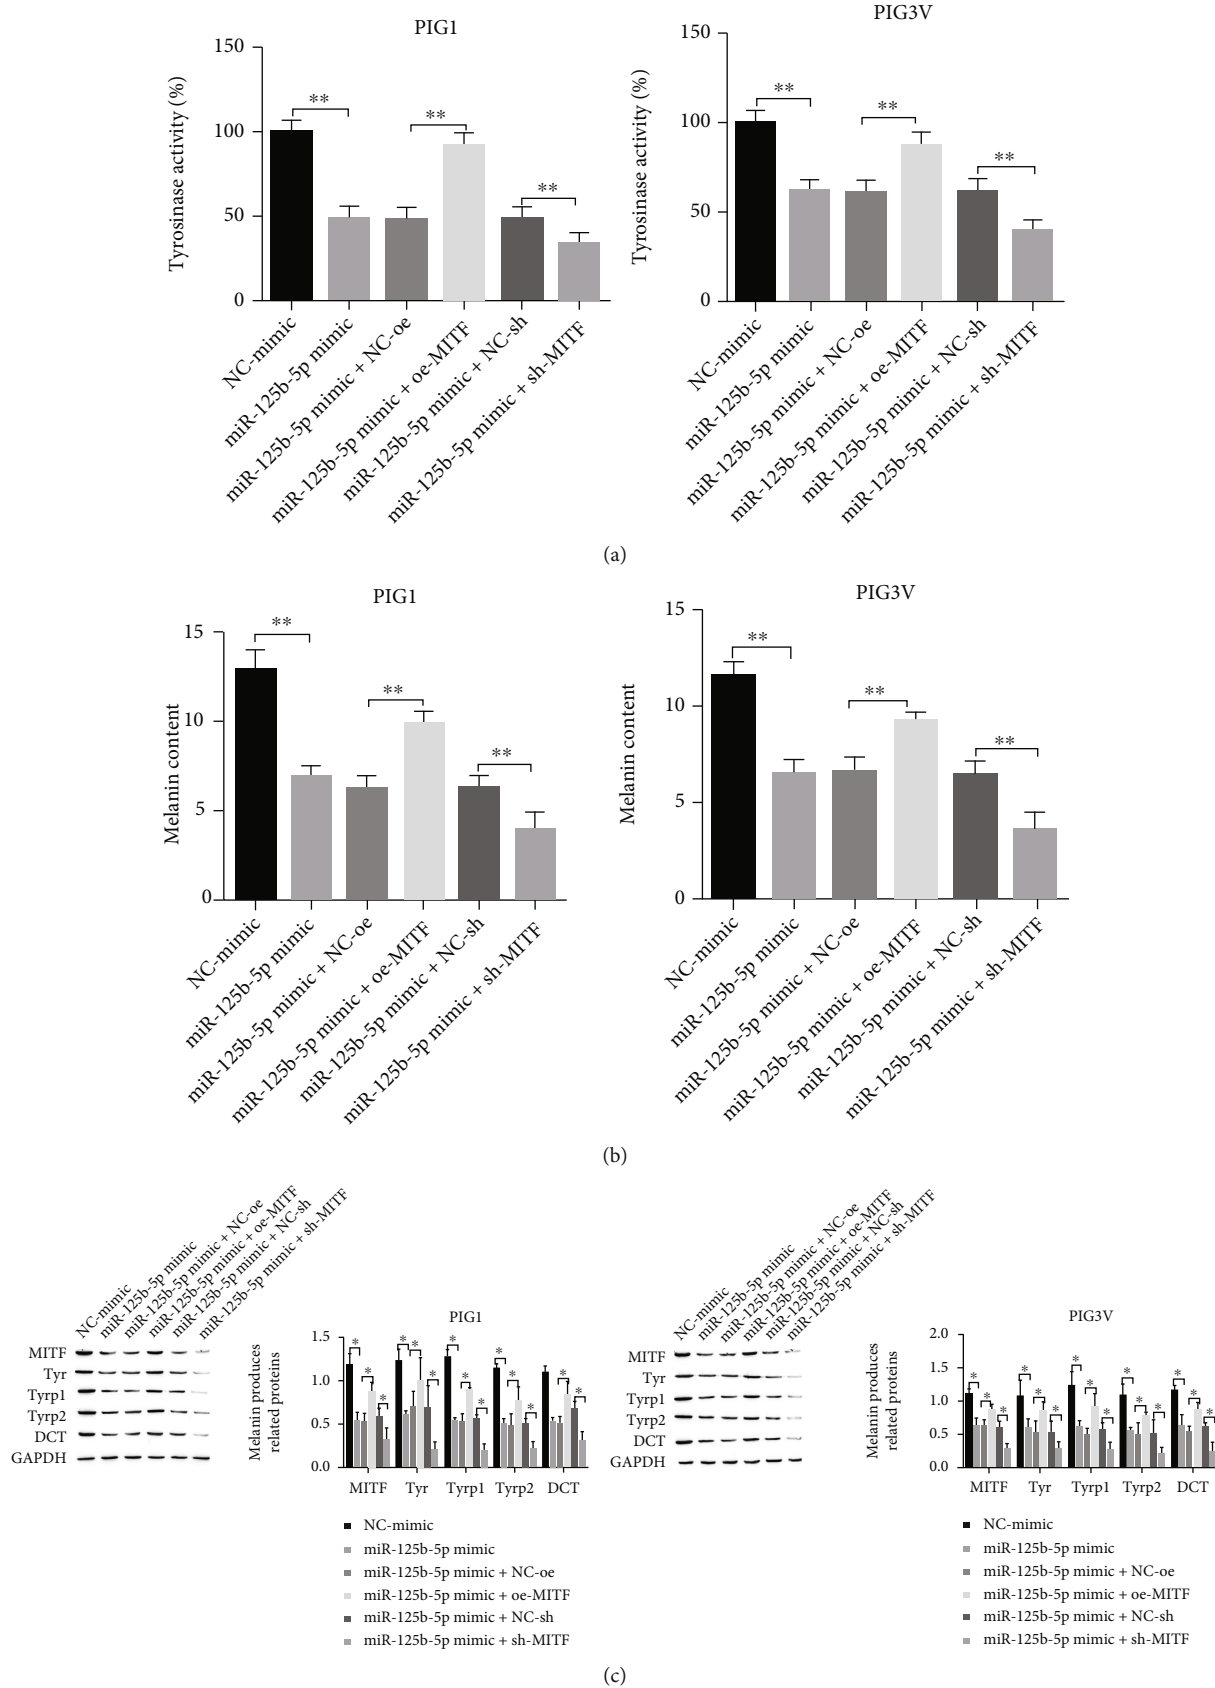 PIG1
Tyrosinase activity (%)
150
100
50
0
**
**
**
NC-mimic
miR-125b-5p mimic
miR-125b-5p mimic + NC-oe
miR-125b-5p mimic + oe-MITF
miR-125b-5p mimic + NC-sh
miR-125b-5p mimic + sh-MITF
PIG3V
Tyrosinase activity (%)
150
100
50
0
**
**
**
NC-mimic
miR-125b-5p mimic
miR-125b-5p mimic + NC-oe
miR-125b-5p mimic + oe-MITF
miR-125b-5p mimic + NC-sh
miR-125b-5p mimic + sh-MITF
(a)
PIG1
Melanin content
15
10
5
0
**
**
**
NC-mimic
miR-125b-5p mimic
miR-125b-5p mimic + NC-oe
miR-125b-5p mimic + oe-MITF
miR-125b-5p mimic + NC-sh
miR-125b-5p mimic + sh-MITF
PIG3V
Melanin content
15
10
5
0
**
**
**
NC-mimic
miR-125b-5p mimic
miR-125b-5p mimic + NC-oe
miR-125b-5p mimic + oe-MITF
miR-125b-5p mimic + NC-sh
miR-125b-5p mimic + sh-MITF
(b)
NC-mimic
miR-125b-5p mimic
miR-125b-5p mimic + NC-oe
miR-125b-5p mimic + oe-MITF
miR-125b-5p mimic + NC-sh
miR-125b-5p mimic + sh-MITF
MITF
Tyr
Tyrp1
Tyrp2
DCT
GAPDH
PIG1
Melanin produces
related proteins
1.5
1.0
0.5
0.0
* * * * * * * * * * * * *
MITF Tyr Tyrp1 Tyrp2 DCT
NC-mimic
miR-125b-5p mimic
miR-125b-5p mimic + NC-oe
miR-125b-5p mimic + oe-MITF
miR-125b-5p mimic + NC-sh
miR-125b-5p mimic + sh-MITF
NC-mimic
miR-125b-5p mimic
miR-125b-5p mimic + NC-oe
miR-125b-5p mimic + oe-MITF
miR-125b-5p mimic + NC-sh
miR-125b-5p mimic + sh-MITF
MITF
Tyr
Tyrp1
Tyrp2
DCT
GAPDH
PIG3V
Melanin produces
related proteins
2.0
1.5
1.0
0.5
0.0
* * * * * * * * * * * * * * *
MITF Tyr Tyrp1 Tyrp2 DCT
NC-mimic
miR-125b-5p mimic
miR-125b-5p mimic + NC-oe
miR-125b-5p mimic + oe-MITF
miR-125b-5p mimic + NC-sh
miR-125b-5p mimic + sh-MITF
(c)